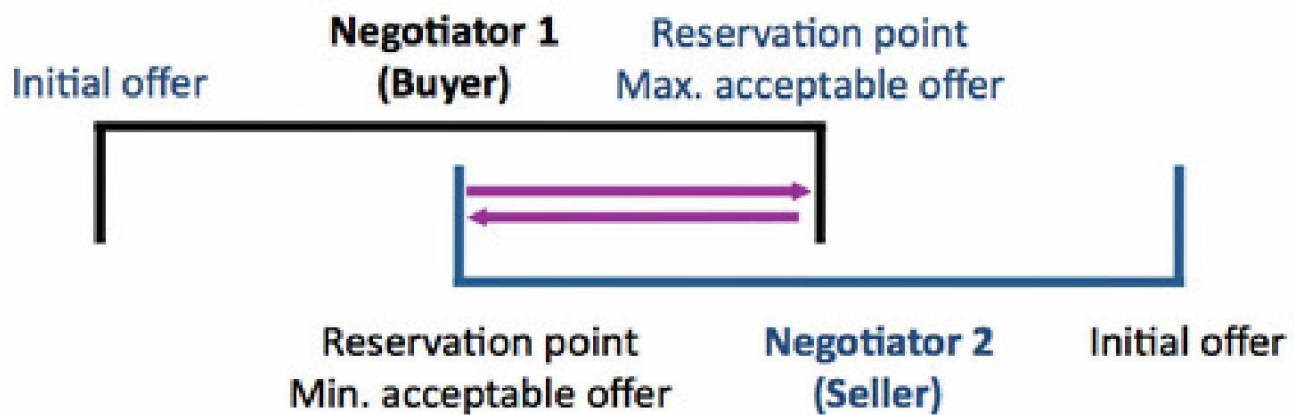 Negotiator 1
(Buyer)
Initial offer
Reservation point
Max. acceptable offer
Reservation point
Min. acceptable offer
Negotiator 2
(Seller)
Initial offer